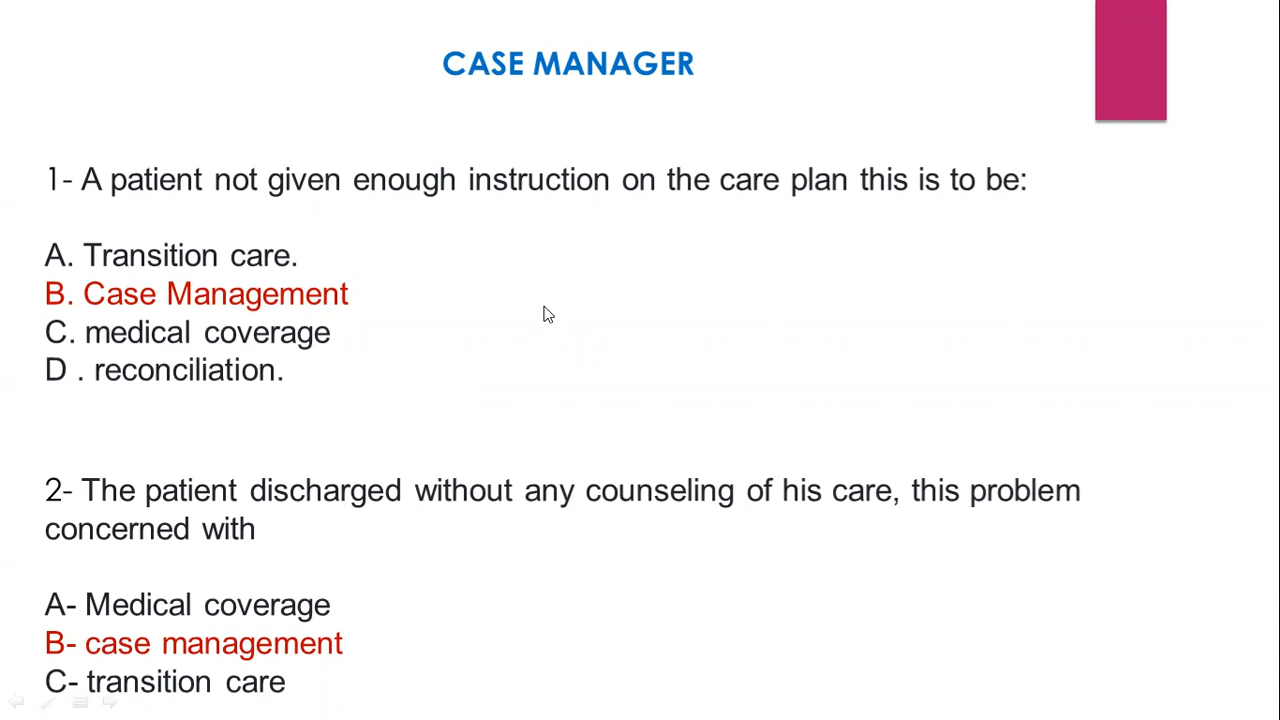 CASE MANAGER
1- A patient not given enough instruction on the care plan this is to be:
A. Transition care.
B. Case Management
C. medical coverage
D . reconciliation.
2- The patient discharged without any counseling of his care, this problem
concerned with
A- Medical coverage
B- case management
C- transition care